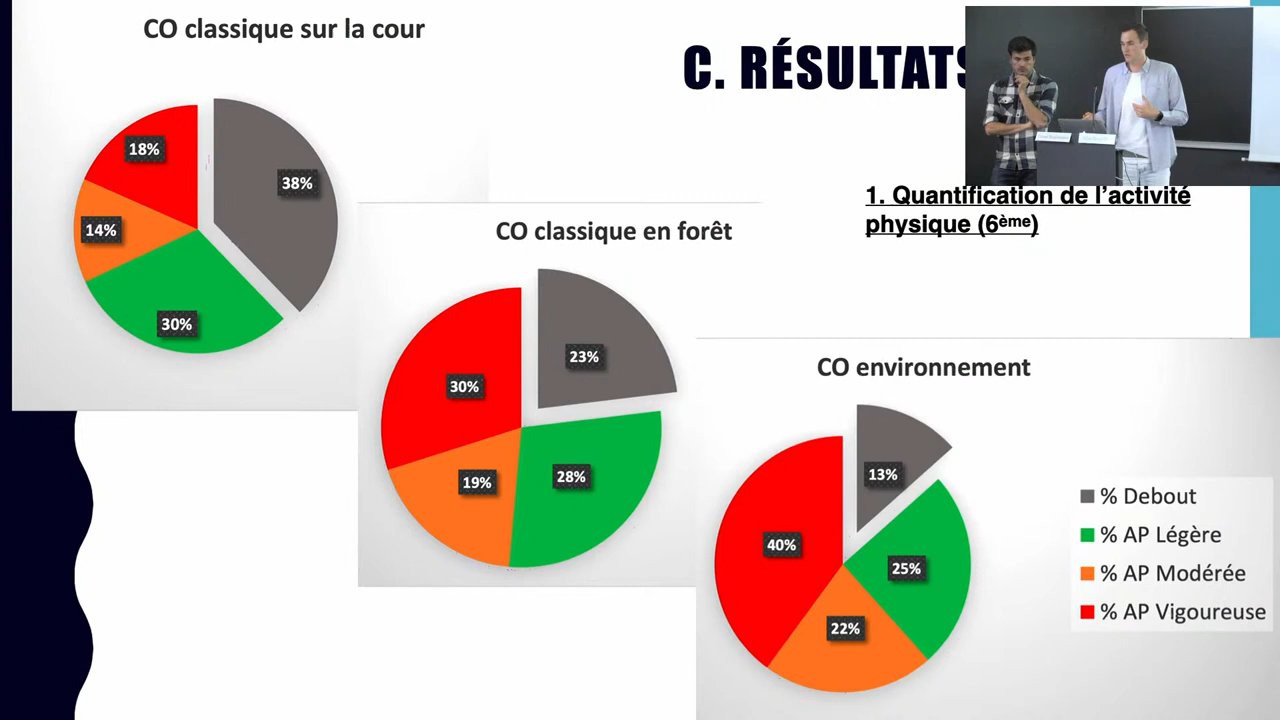 CO classique sur la cour
38%
30%
14%
18%
C. RÉSULTATS
1. Quantification de l’activité
physique (6ème)
CO classique en forêt
23%
28%
19%
30%
CO environnement
13%
25%
22%
40%
% Debout
% AP Légère
% AP Modérée
% AP Vigoureuse